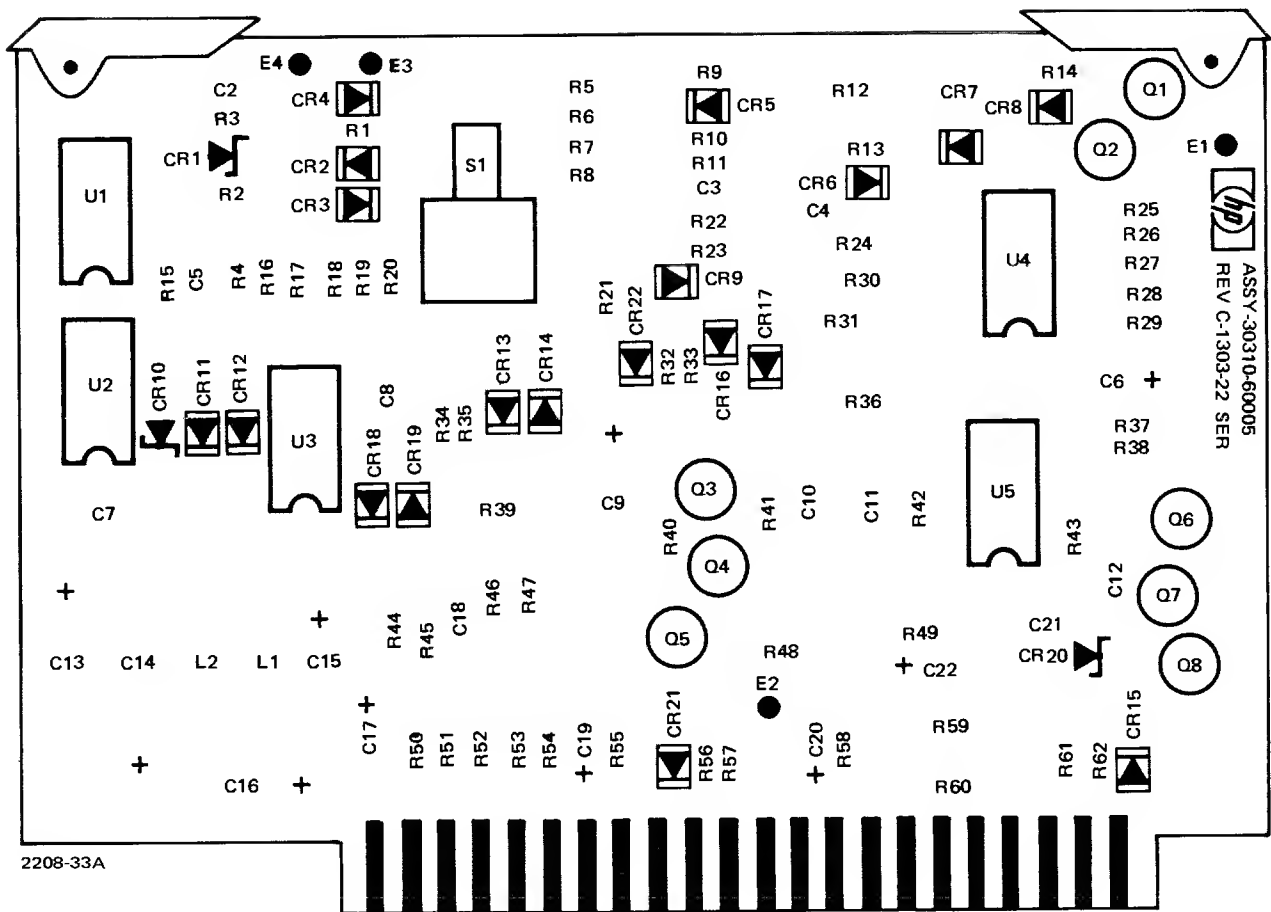 E4
E3
C2
R3
CR4
R1
CR1
CR2
R2
CR3
U1
S1
R5
R6
R7
R8
R9
CR5
R10
R11
C3
R22
R23
CR9
R12
R13
CR6
C4
R24
R30
R31
R36
CR7
CR8
R14
Q1
Q2
E1
hp
U4
R25
R26
R27
R28
R29
ASSY-30310-60005
REV C-1303-22 SER
R15
C5
R4
R16
R17
R18
R19
R20
R21
CR22
R32
R33
CR16
CR17
U2
CR10
CR11
CR12
U3
C8
CR18
CR19
R34
R35
CR13
CR14
+
C6 +
R37
R38
C7
R39
C9
Q3
R40
R41
C10
C11
R42
U5
R43
Q6
Q4
C12
Q7
+
+
R44
R45
C18
R46
R47
Q5
R48
R49
C21
CR20
Q8
C13
C14
L2
L1
C15
+ C22
E2
C17 +
R50
R51
R52
R53
R54
+ C19
R55
CR21
R56
R57
+ C20
R58
R59
R60
R61
R62
CR15
+
C16 +
2208-33A